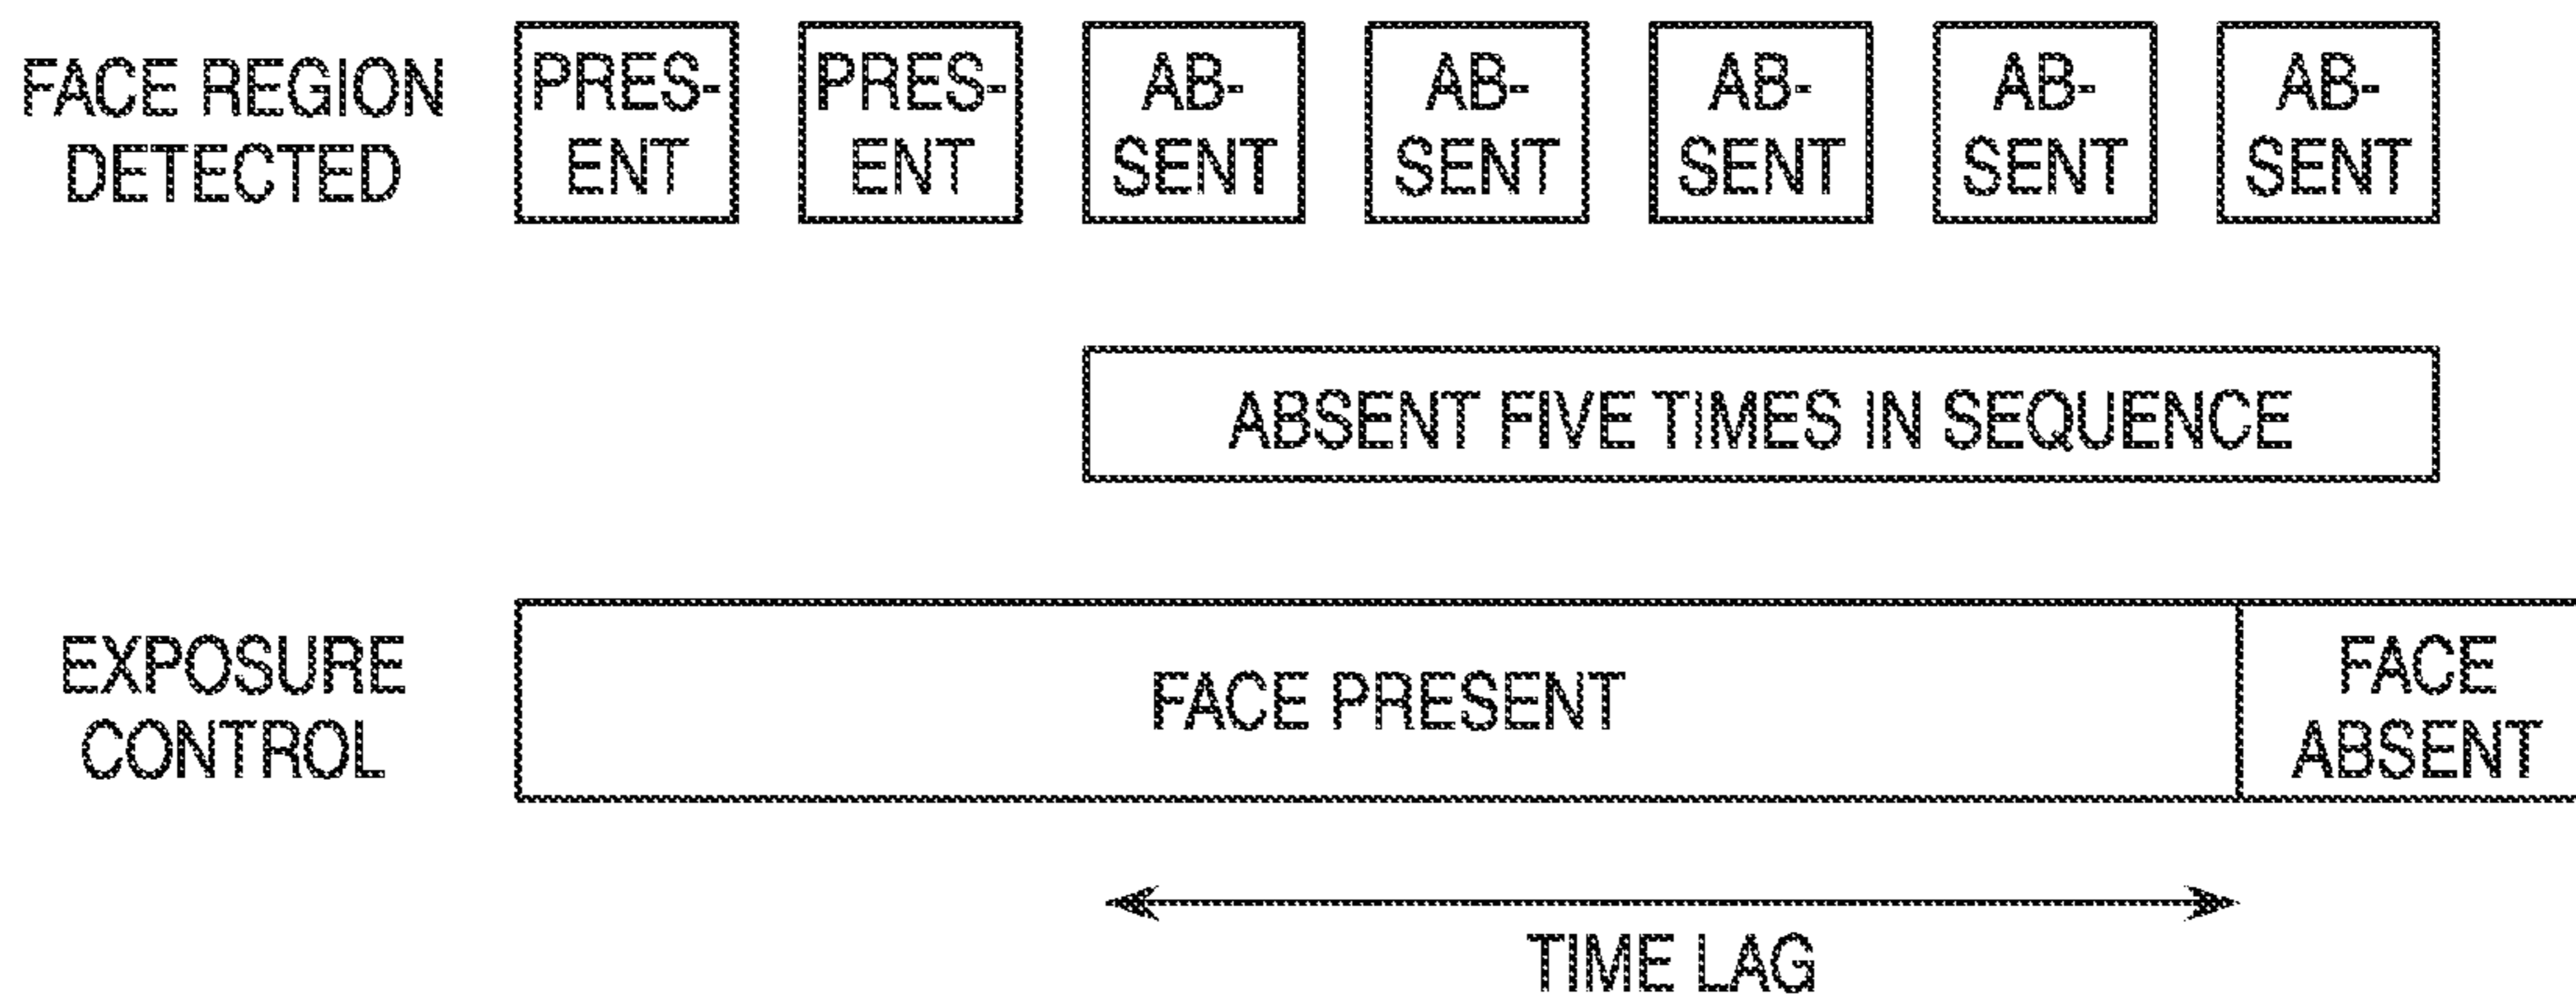 FACE REGION
DETECTED
PRES-
ENT
PRES-
ENT
AB-
SENT
AB-
SENT
AB-
SENT
AB-
SENT
AB-
SENT
ABSENT FIVE TIMES IN SEQUENCE
EXPOSURE
CONTROL
FACE PRESENT
FACE
ABSENT
TIME LAG